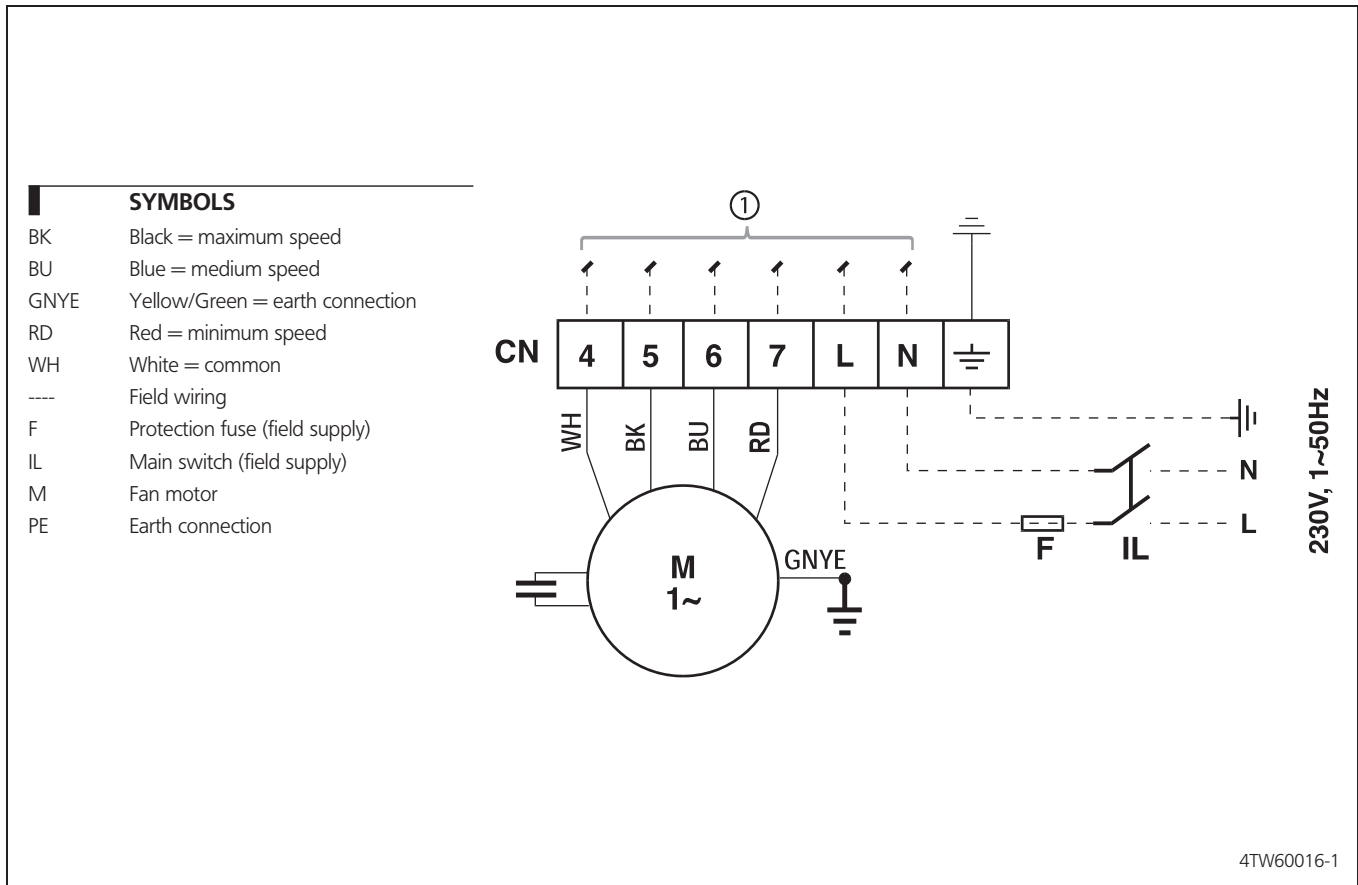 SYMBOLS
BK Black = maximum speed
BU Blue = medium speed
GNYE Yellow/Green = earth connection
RD Red = minimum speed
WH White = common
---- Field wiring
F Protection fuse (field supply)
IL Main switch (field supply)
M Fan motor
PE Earth connection
①
CN 4 5 6 7 L N
WH BK BU RD
N
L
F IL
230V, 1~50Hz
M
1~
GNYE
4TW60016-1